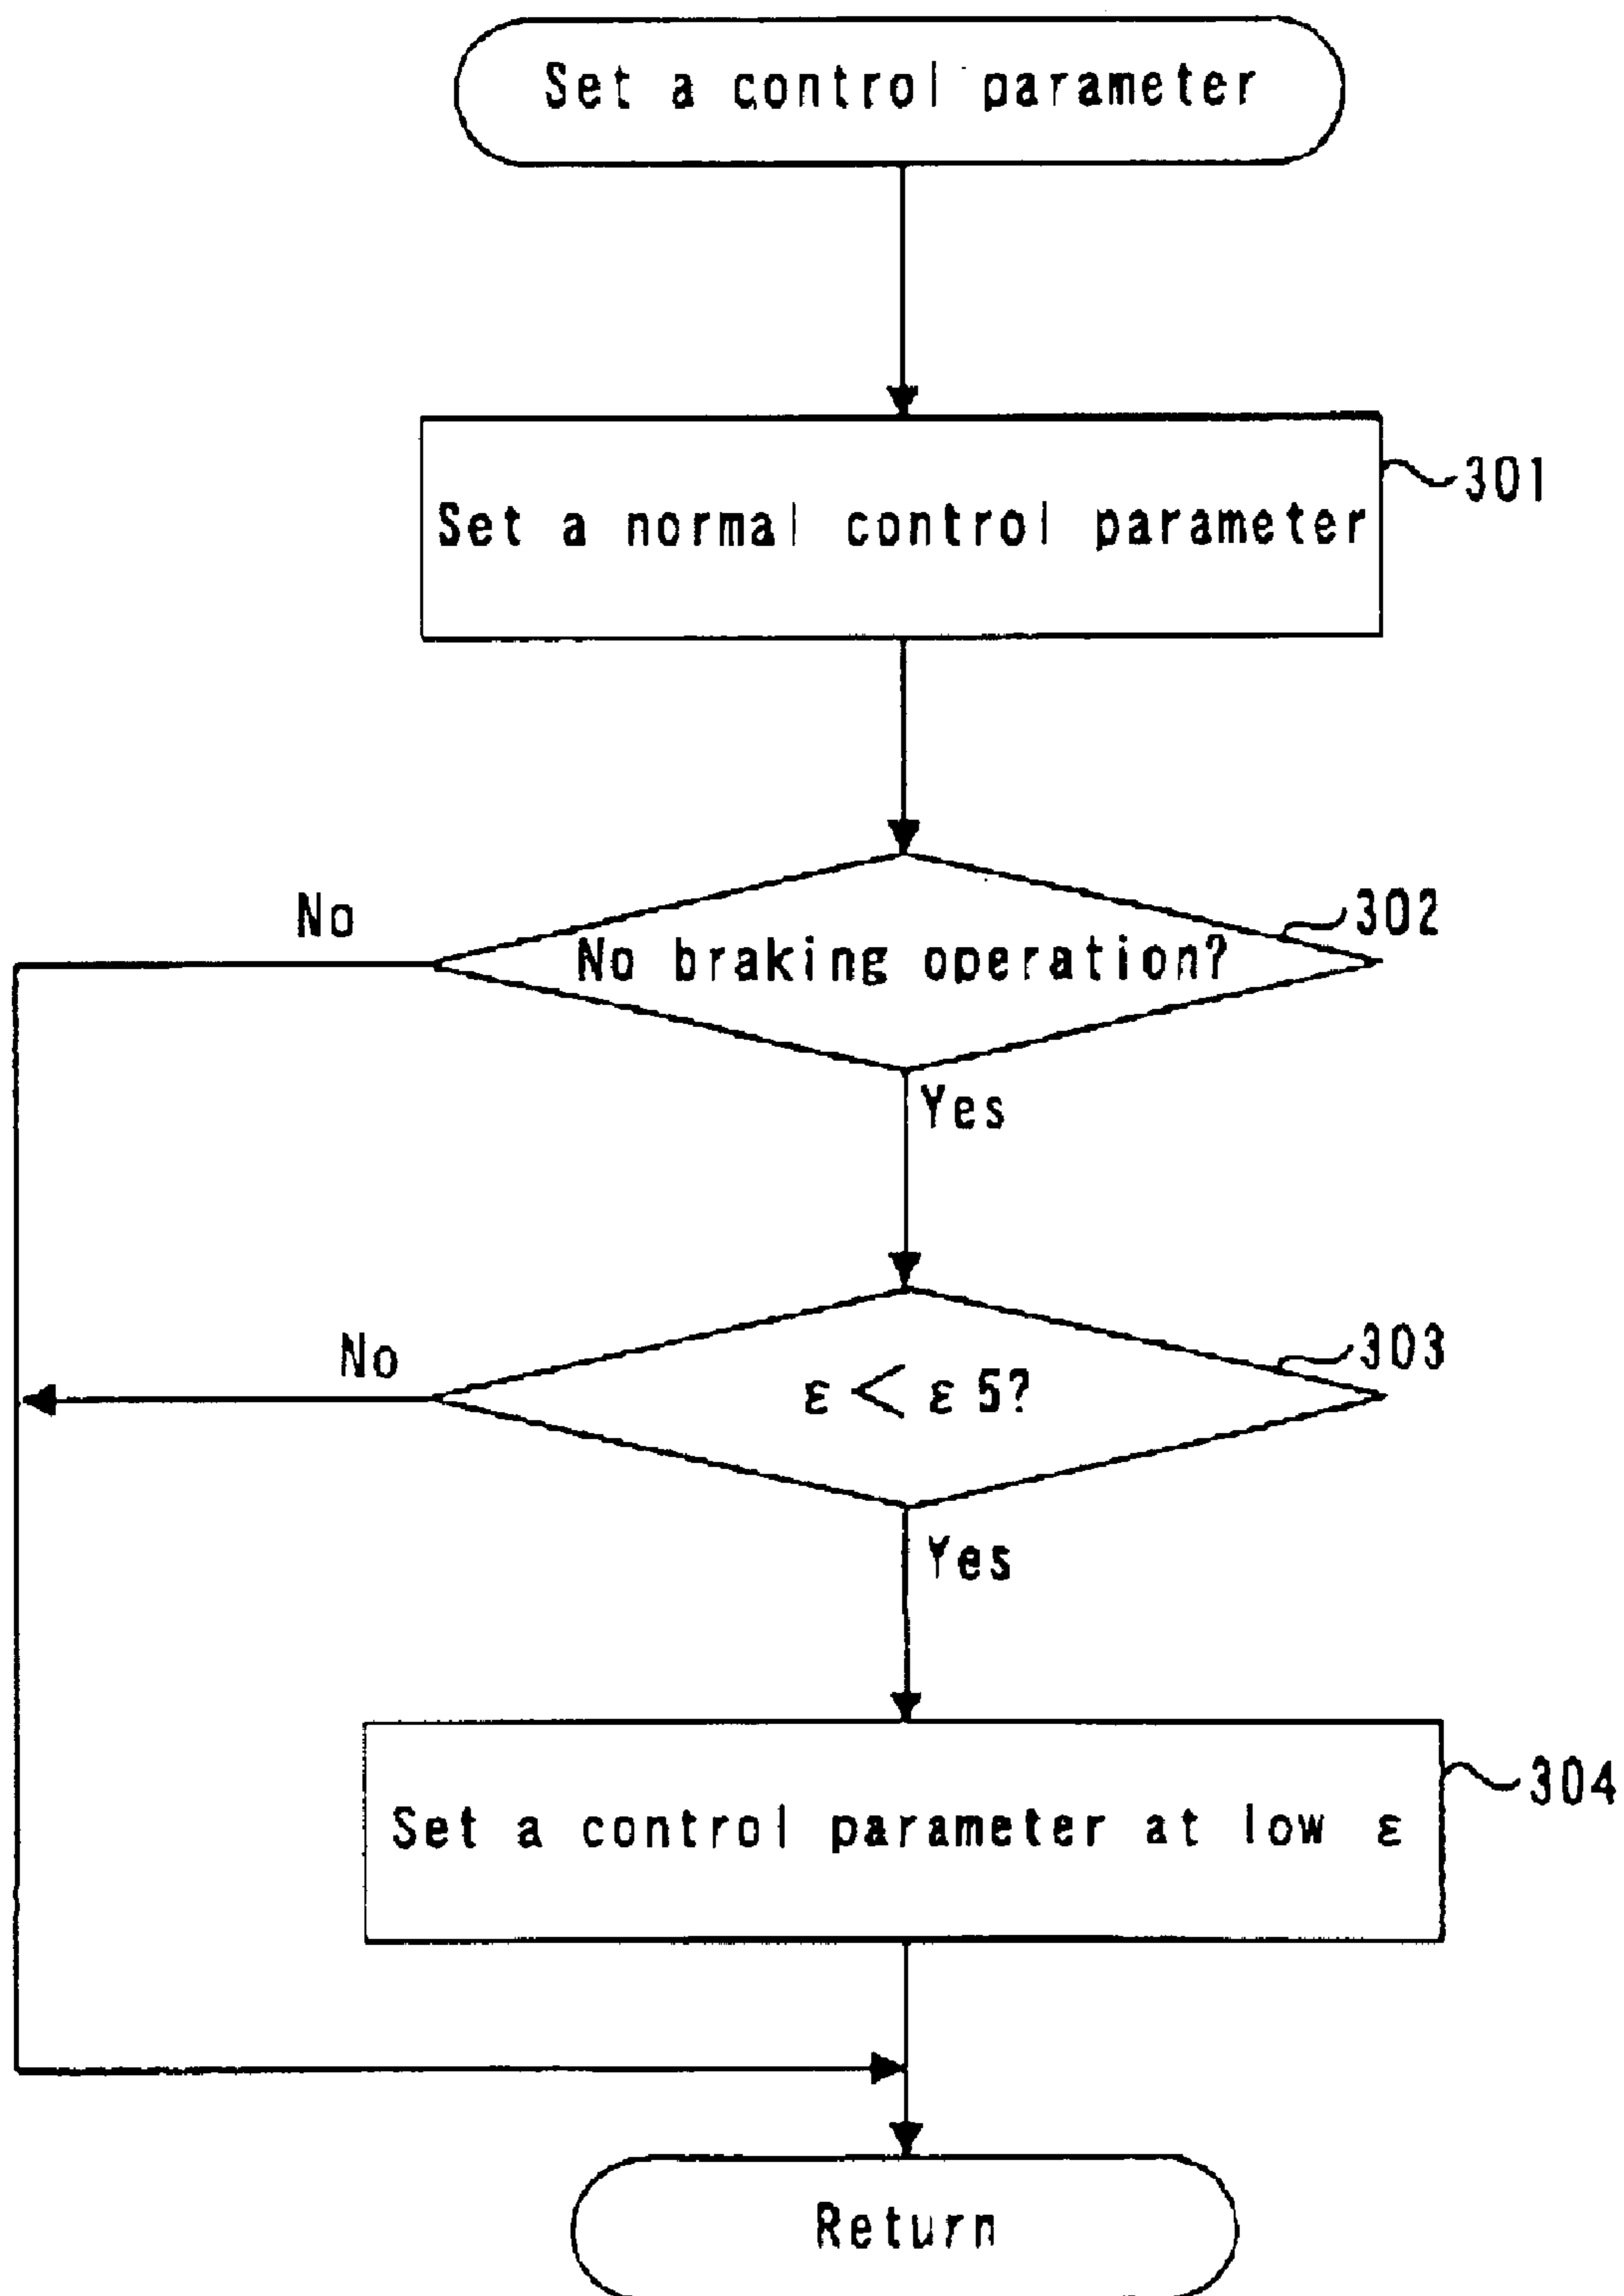 Set a control parameter
301
Set a normal control parameter
302
No
No braking operation?
Yes
303
No
ε < ε5?
Yes
304
Set a control parameter at low ε
Return